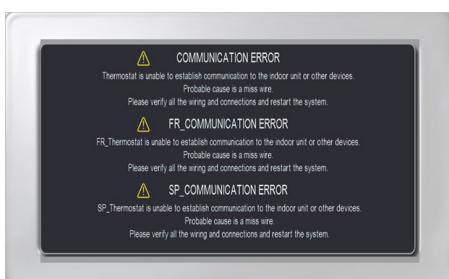 COMMUNICATION ERROR
Thermostat is unable to establish communication to the indoor unit or other devices.
Probable cause is a miss wire.
Please verify all the wiring and connections and restart the system.
FR_COMMUNICATION ERROR
FR_Thermostat is unable to establish communication to the indoor unit or other devices.
Probable cause is a miss wire.
Please verify all the wiring and connections and restart the system.
SP_COMMUNICATION ERROR
SP_Thermostat is unable to establish communication to the indoor unit or other devices.
Probable cause is a miss wire.
Please verify all the wiring and connections and restart the system.